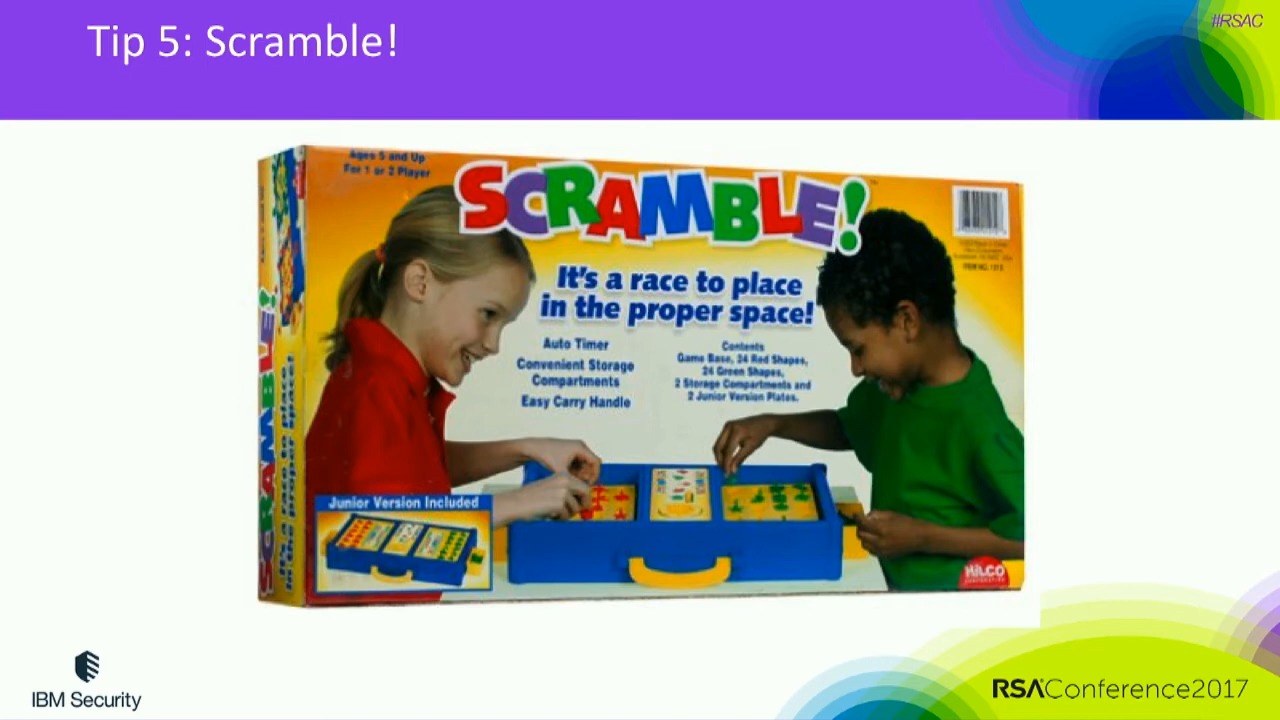 #RSAC
Tip 5: Scramble!
Ages 5 and Up
For 1 or 2 Player
SCRAMBLE!
It's a race to place
in the proper space!
Auto Timer
Convenient Storage
Compartments
Easy Carry Handle
Contents
Game Base, 24 Red Shapes,
24 Green Shapes,
2 Storage Compartments and
2 Junior Version Plates.
SCRAMBLE!
It's a race to place
in the proper space!
Junior Version Included
HILCO
CORPORATION
IBM Security
RSAConference2017